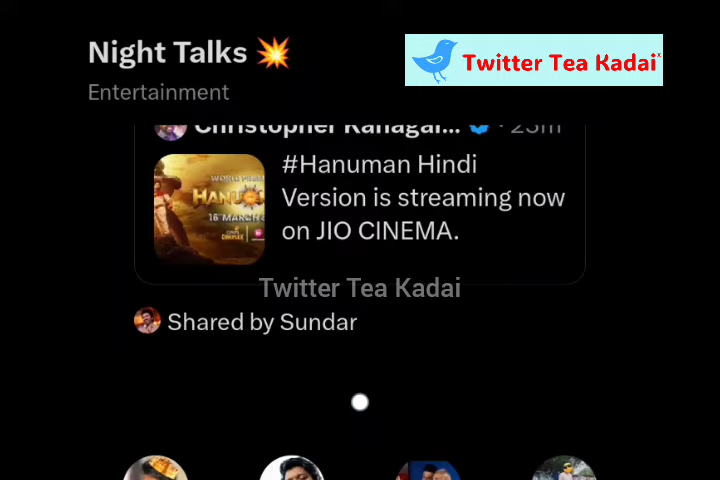 Night Talks 💥
Twitter Tea Kadai
Entertainment
#Hanuman Hindi
Version is streaming now
on JIO CINEMA.
Twitter Tea Kadai
Shared by Sundar